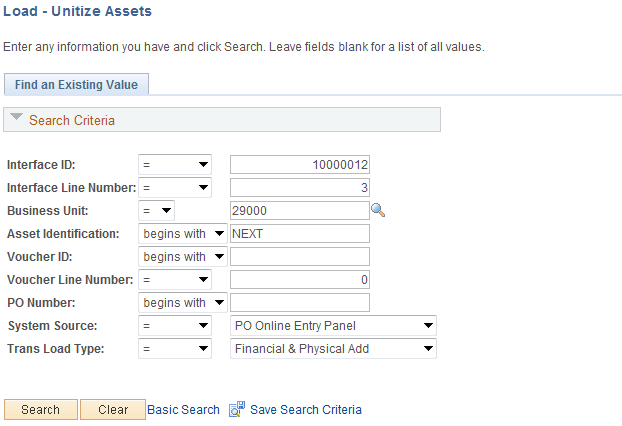 Load - Unitize Assets
Enter any information you have and click Search. Leave fields blank for a list of all values.
Find an Existing Value
Search Criteria
Interface ID: = 10000012
Interface Line Number: = 3
Business Unit: = 29000
Asset Identification: begins with NEXT
Voucher ID: begins with
Voucher Line Number: = 0
PO Number: begins with
System Source: = PO Online Entry Panel
Trans Load Type: = Financial & Physical Add
Search Clear Basic Search Save Search Criteria